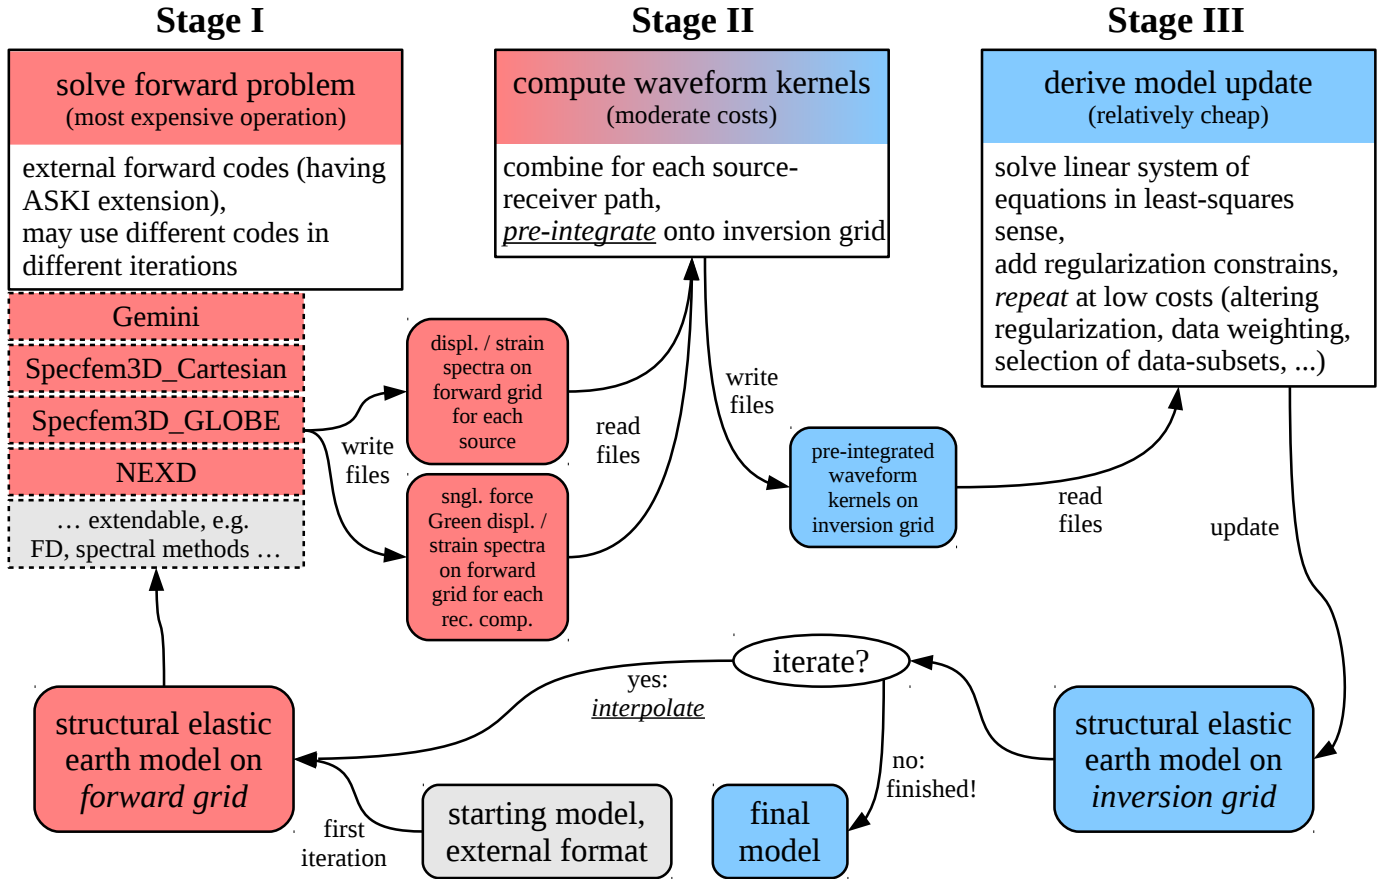 Stage I
Stage II
Stage III
solve forward problem
(most expensive operation)
external forward codes (having
ASKI extension),
may use different codes in
different iterations
Gemini
Specfem3D_Cartesian
Specfem3D_GLOBE
NEXD
… extendable, e.g.
FD, spectral methods …
write
files
displ. / strain
spectra on
forward grid
for each
source
sngl. force
Green displ. /
strain spectra
on forward
grid for each
rec. comp.
read
files
compute waveform kernels
(moderate costs)
combine for each source-
receiver path,
pre-integrate onto inversion grid
write
files
pre-integrated
waveform
kernels on
inversion grid
read
files
derive model update
(relatively cheap)
solve linear system of
equations in least-squares
sense,
add regularization constrains,
repeat at low costs (altering
regularization, data weighting,
selection of data-subsets, ...)
update
structural elastic
earth model on
inversion grid
iterate?
yes:
interpolate
no:
finished!
final
model
starting model,
external format
first
iteration
structural elastic
earth model on
forward grid